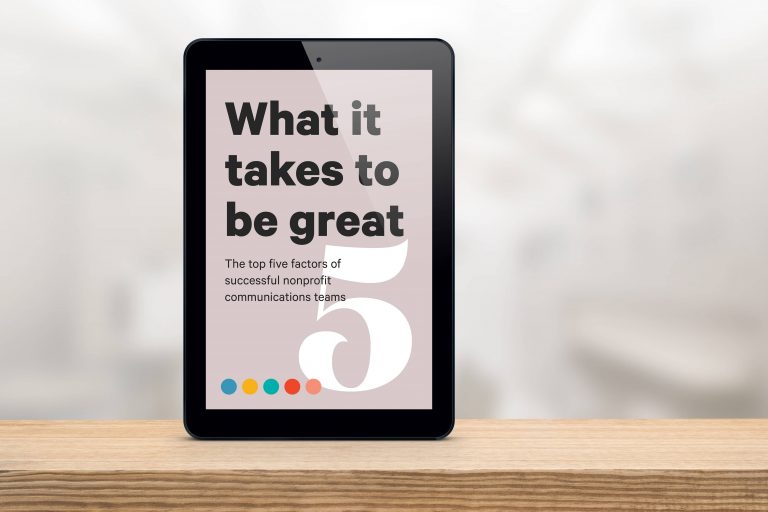 What it
takes to
be great
The top five factors of
successful nonprofit
communications teams
5